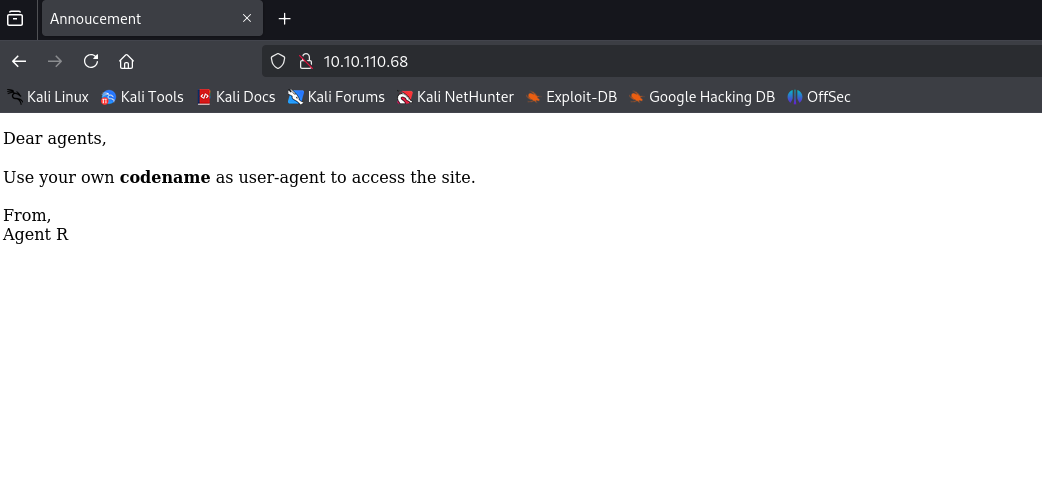 Annoucement
10.10.110.68
Kali Linux Kali Tools Kali Docs Kali Forums Kali NetHunter Exploit-DB Google Hacking DB OffSec
Dear agents,
Use your own codename as user-agent to access the site.
From,
Agent R